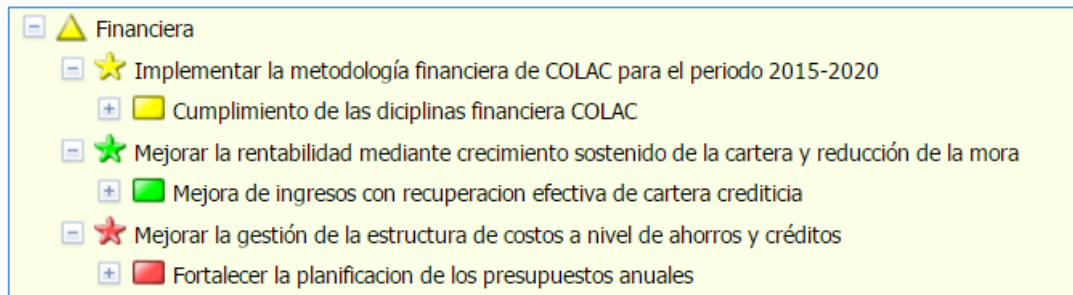 Financiera
Implementar la metodología financiera de COLAC para el periodo 2015-2020
Cumplimiento de las diciplinas financiera COLAC
Mejorar la rentabilidad mediante crecimiento sostenido de la cartera y reducción de la mora
Mejora de ingresos con recuperacion efectiva de cartera crediticia
Mejorar la gestión de la estructura de costos a nivel de ahorros y créditos
Fortalecer la planificacion de los presupuestos anuales